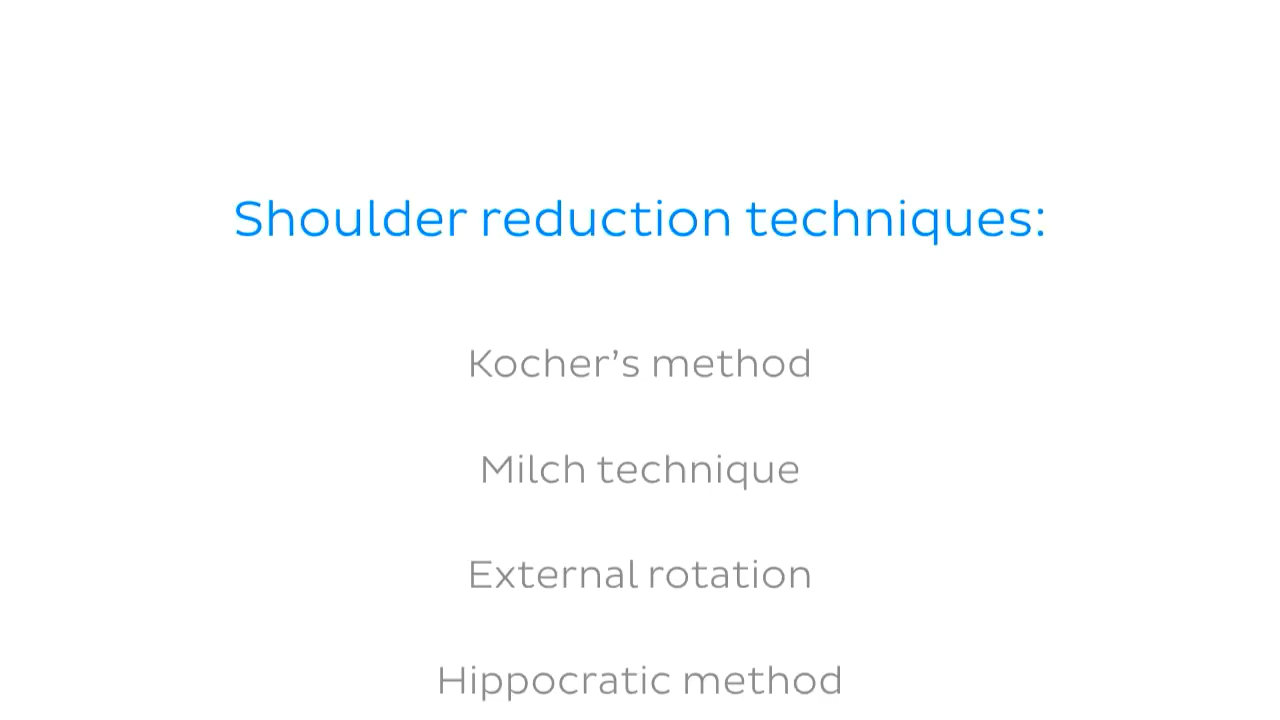 Shoulder reduction techniques:
Kocher’s method
Milch technique
External rotation
Hippocratic method